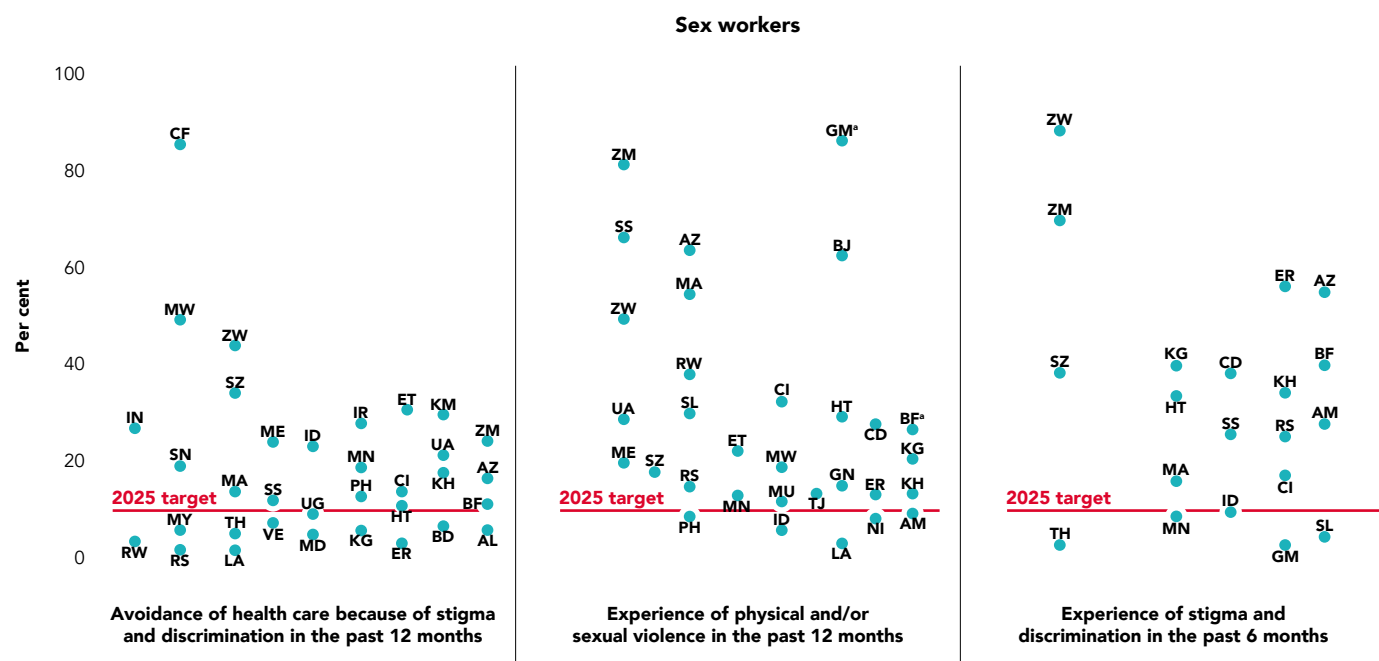 Sex workers
Per cent
100
80
60
40
20
0
CF
MW
ZW
SZ
IN
ME
ID
IR
ET
KM
ZM
SN
MN
UA
AZ
MA
SS
PH
CI
KH
BF
2025 target
UG
HT
MY
TH
VE
MD
KG
BD
AL
RW
RS
LA
ER
Avoidance of health care because of stigma
and discrimination in the past 12 months
GMª
ZM
SS
AZ
BJ
MA
ZW
RW
CI
UA
SL
HT
CD
BFª
ME
SZ
ET
MW
KG
RS
GN
ER
KH
2025 target
MN
MU
TJ
PH
ID
NI
AM
LA
Experience of physical and/or
sexual violence in the past 12 months
ZW
ZM
ER
AZ
SZ
KG
CD
KH
BF
HT
SS
RS
AM
MA
CI
2025 target
MN
ID
TH
GM
SL
Experience of stigma and
discrimination in the past 6 months